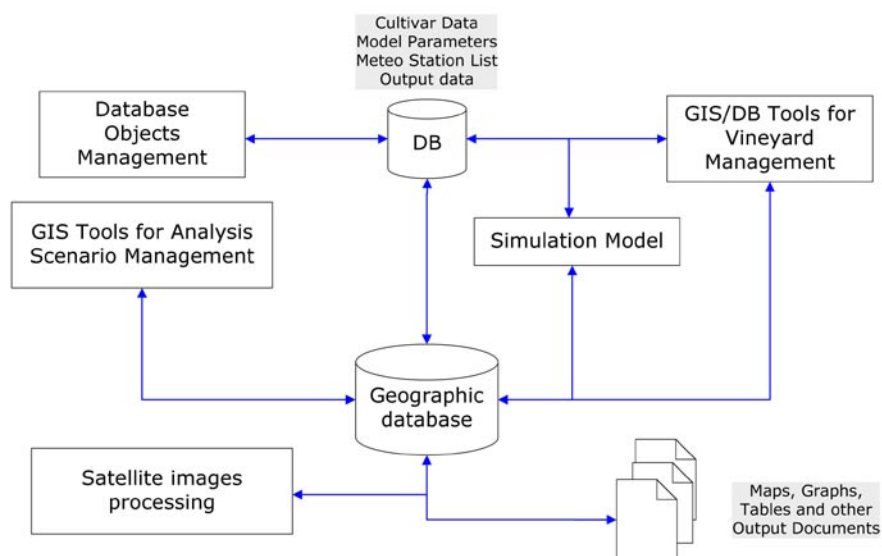 Cultivar Data
Model Parameters
Meteo Station List
Output data
Database
Objects
Management
DB
GIS/DB Tools for
Vineyard
Management
GIS Tools for Analysis
Scenario Management
Simulation Model
Geographic
database
Satellite images
processing
Maps, Graphs,
Tables and other
Output Documents